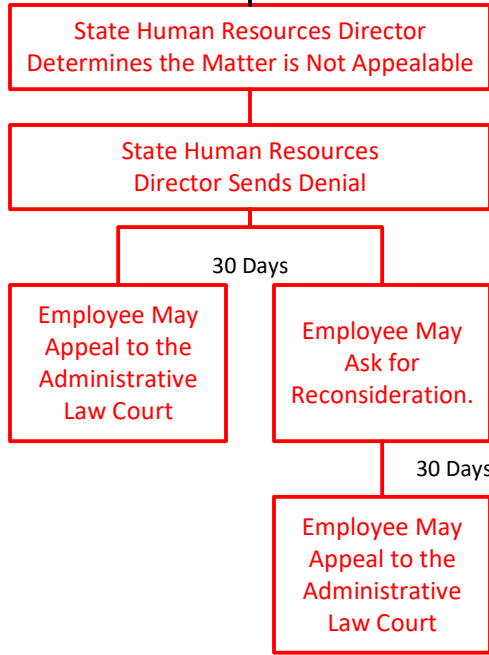 State Human Resources Director
Determines the Matter is Not Appealable
State Human Resources
Director Sends Denial
30 Days
Employee May
Appeal to the
Administrative
Law Court
Employee May
Ask for
Reconsideration.
30 Days
Employee May
Appeal to the
Administrative
Law Court